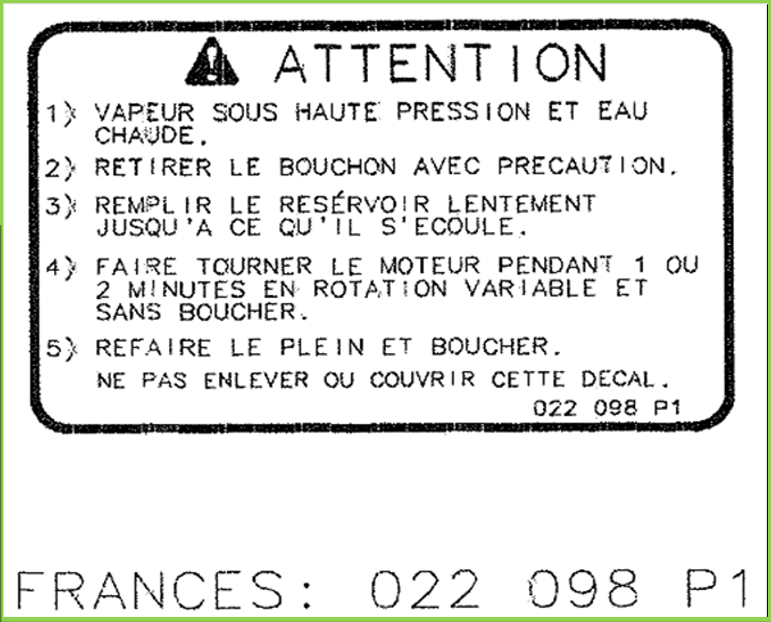 ATTENTION
1) VAPEUR SOUS HAUTE PRESSION ET EAU
CHAUDE.
2) RETIRER LE BOUCHON AVEC PRECAUTION.
3) REMPLIR LE RESÉRVOIR LENTEMENT
JUSQU'A CE QU'IL S'ECOULE.
4) FAIRE TOURNER LE MOTEUR PENDANT 1 OU
2 MINUTES EN ROTATION VARIABLE ET
SANS BOUCHER.
5) REFAIRE LE PLEIN ET BOUCHER.
NE PAS ENLEVER OU COUVRIR CETTE DECAL.
022 098 P1
FRANCES: 022 098 P1